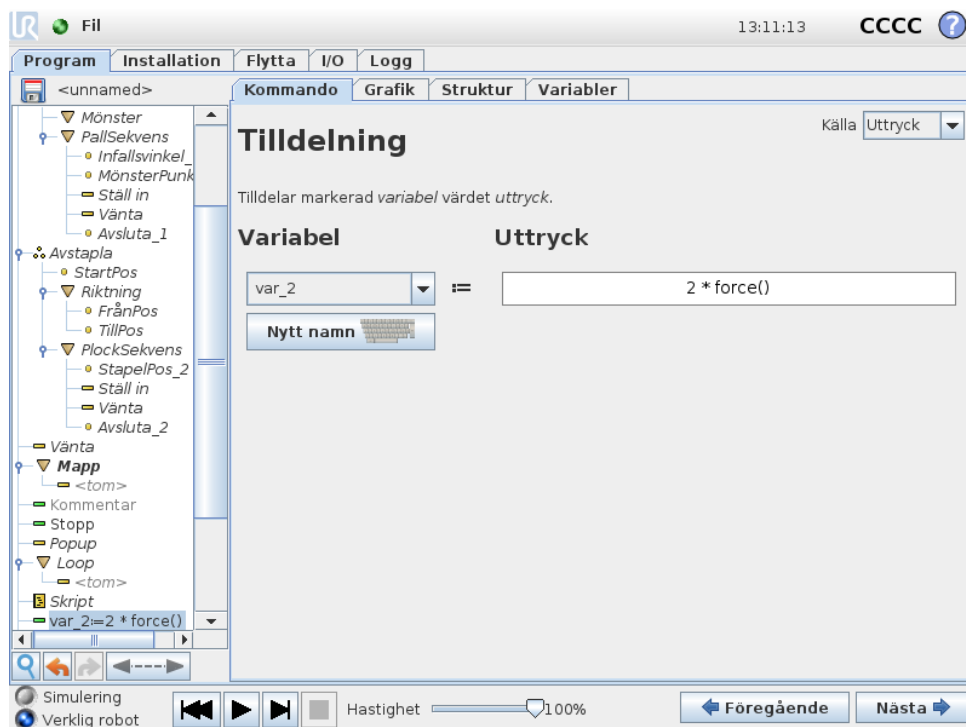 UR Fil 13:11:13 CCCC ?
Program Installation Flytta I/O Logg
<unnamed>
Kommando Grafik Struktur Variabler
Mönster
PallSekvens
Infallsvinkel_
MönsterPunk
Ställ in
Vänta
Avsluta_1
Avstapla
StartPos
Riktning
FrånPos
TillPos
PlockSekvens
StapelPos_2
Ställ in
Vänta
Avsluta_2
Vänta
Mapp
<tom>
Kommentar
Stopp
Popup
Loop
<tom>
Skript
var_2:=2 * force()
Källa Uttryck
Tilldelning
Tilldelar markerad variabel värdet uttryck.
Variabel Uttryck
var_2 := 2 * force()
Nytt namn
Simulering
Verklig robot
Hastighet 100%
Föregående Nästa